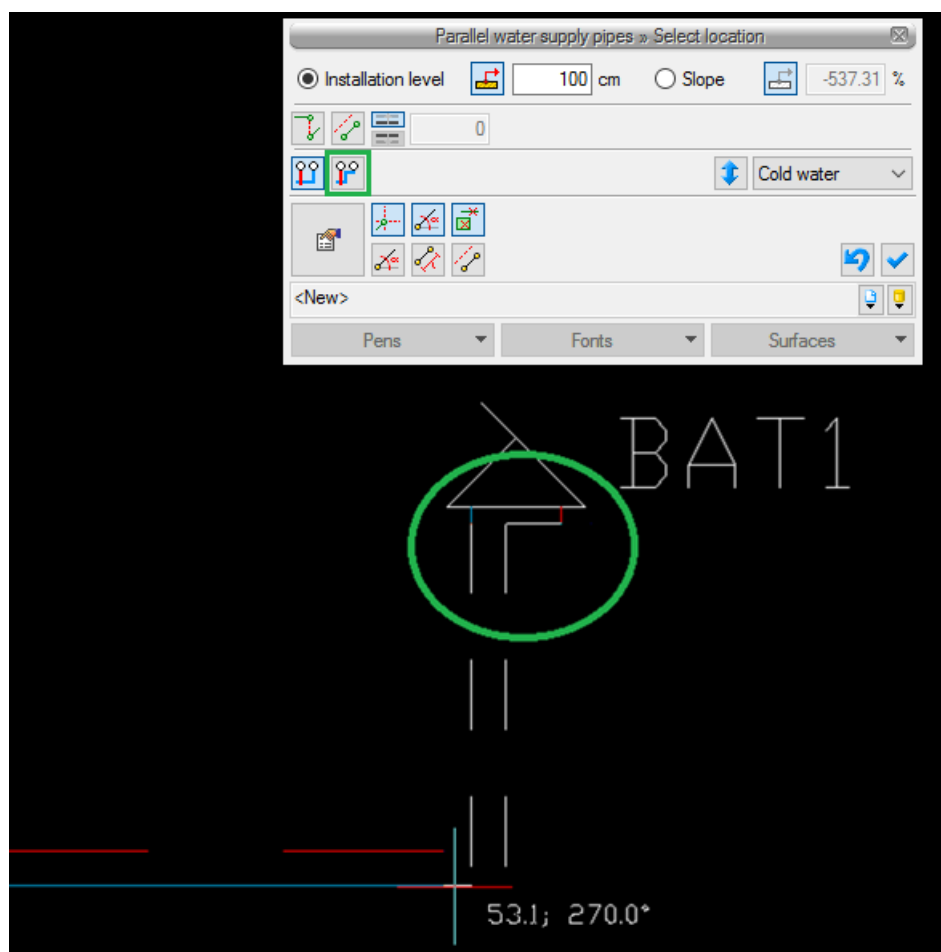 Parallel water supply pipes » Select location
Installation level 100 cm Slope -537.31 %
0
Cold water
<New>
Pens Fonts Surfaces
BAT1
53.1; 270.0°